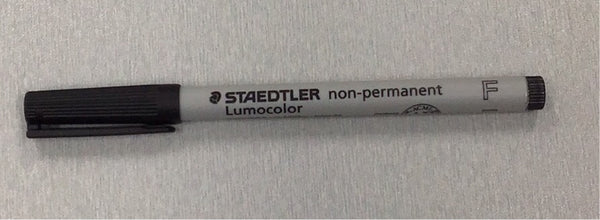 STAEDTLER non-permanent
Lumocolor
F